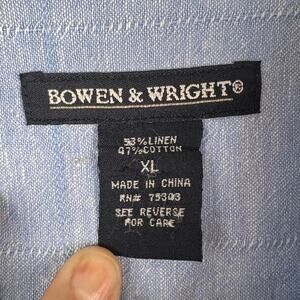 BOWEN & WRIGHT®
53% LINEN
47% COTTON
XL
MADE IN CHINA
RN# 75303
SEE REVERSE
FOR CARE